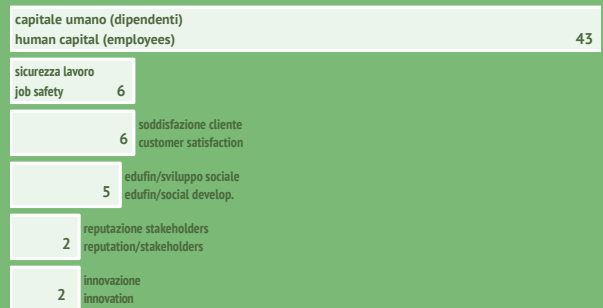 capitale umano (dipendenti)
human capital (employees) 43
sicurezza lavoro
job safety 6
soddisfazione cliente
6 customer satisfaction
edufin/sviluppo sociale
5 edufin/social develop.
reputazione stakeholders
2 reputation/stakeholders
innovazione
2 innovation